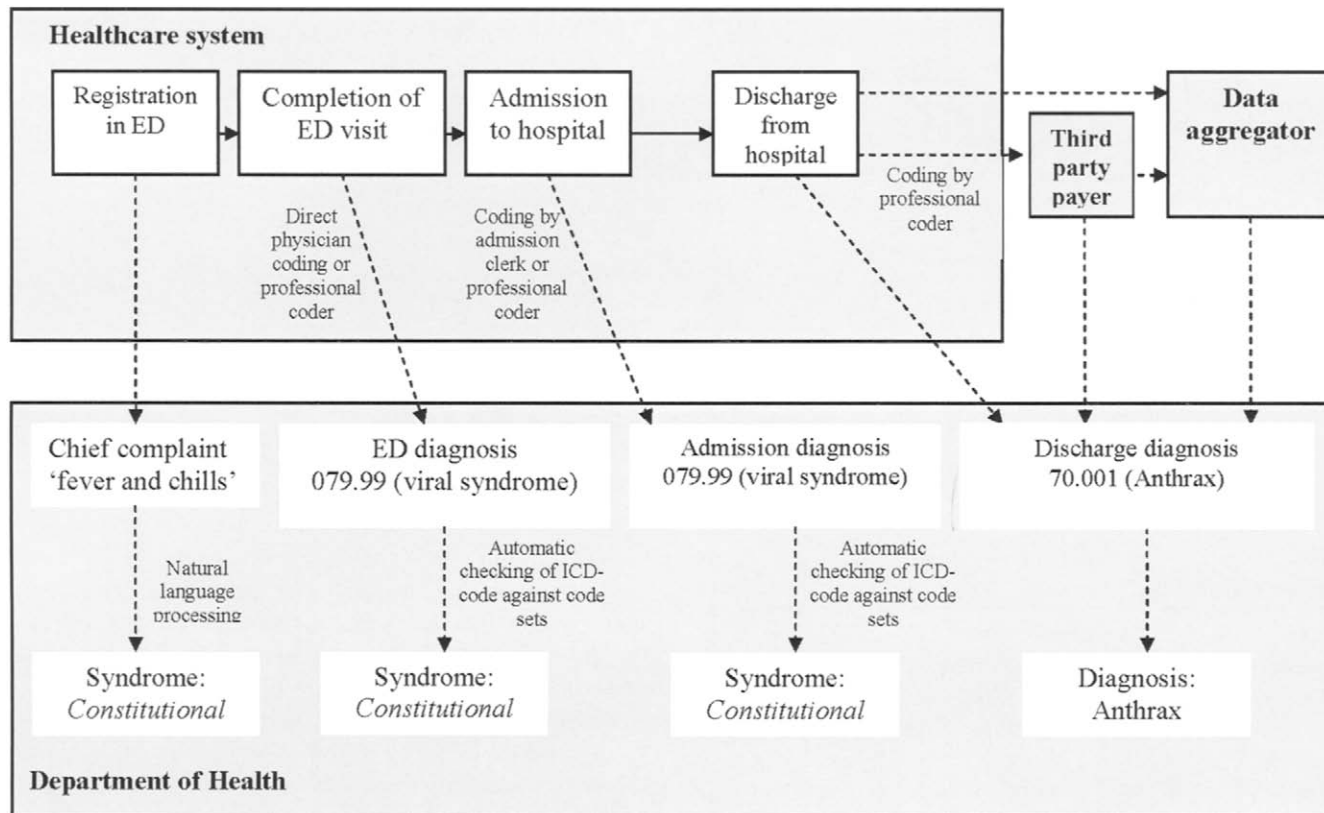 Healthcare system
Registration
in ED
Completion of
ED visit
Admission
to hospital
Discharge
from
hospital
Third
party
payer
Data
aggregator
Direct
physician
coding or
professional
coder
Coding by
admission
clerk or
professional
coder
Coding by
professional
coder
Chief complaint
‘fever and chills’
ED diagnosis
079.99 (viral syndrome)
Admission diagnosis
079.99 (viral syndrome)
Discharge diagnosis
70.001 (Anthrax)
Natural
language
processing
Automatic
checking of ICD-
code against code
sets
Automatic
checking of ICD-
code against code
sets
Syndrome:
Constitutional
Syndrome:
Constitutional
Syndrome:
Constitutional
Diagnosis:
Anthrax
Department of Health